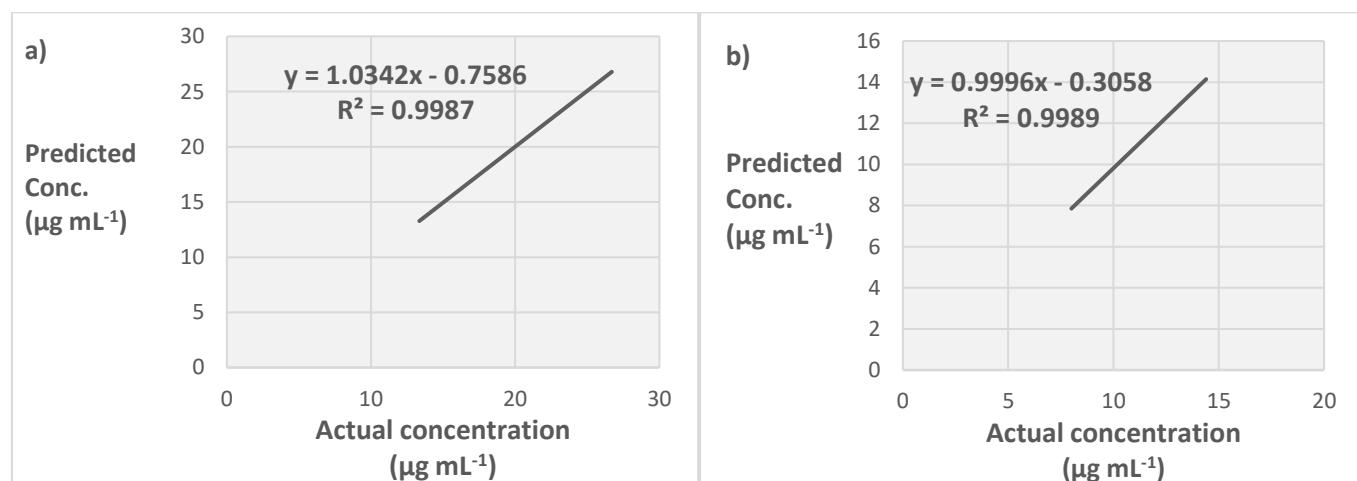 a)
y = 1.0342x - 0.7586
R² = 0.9987
Predicted
Conc.
(µg mL⁻¹)
30
25
20
15
10
5
0
0 10 20 30
Actual concentration
(µg mL⁻¹)
b)
y = 0.9996x - 0.3058
R² = 0.9989
Predicted
Conc.
(µg mL⁻¹)
16
14
12
10
8
6
4
2
0
0 5 10 15 20
Actual concentration
(µg mL⁻¹)